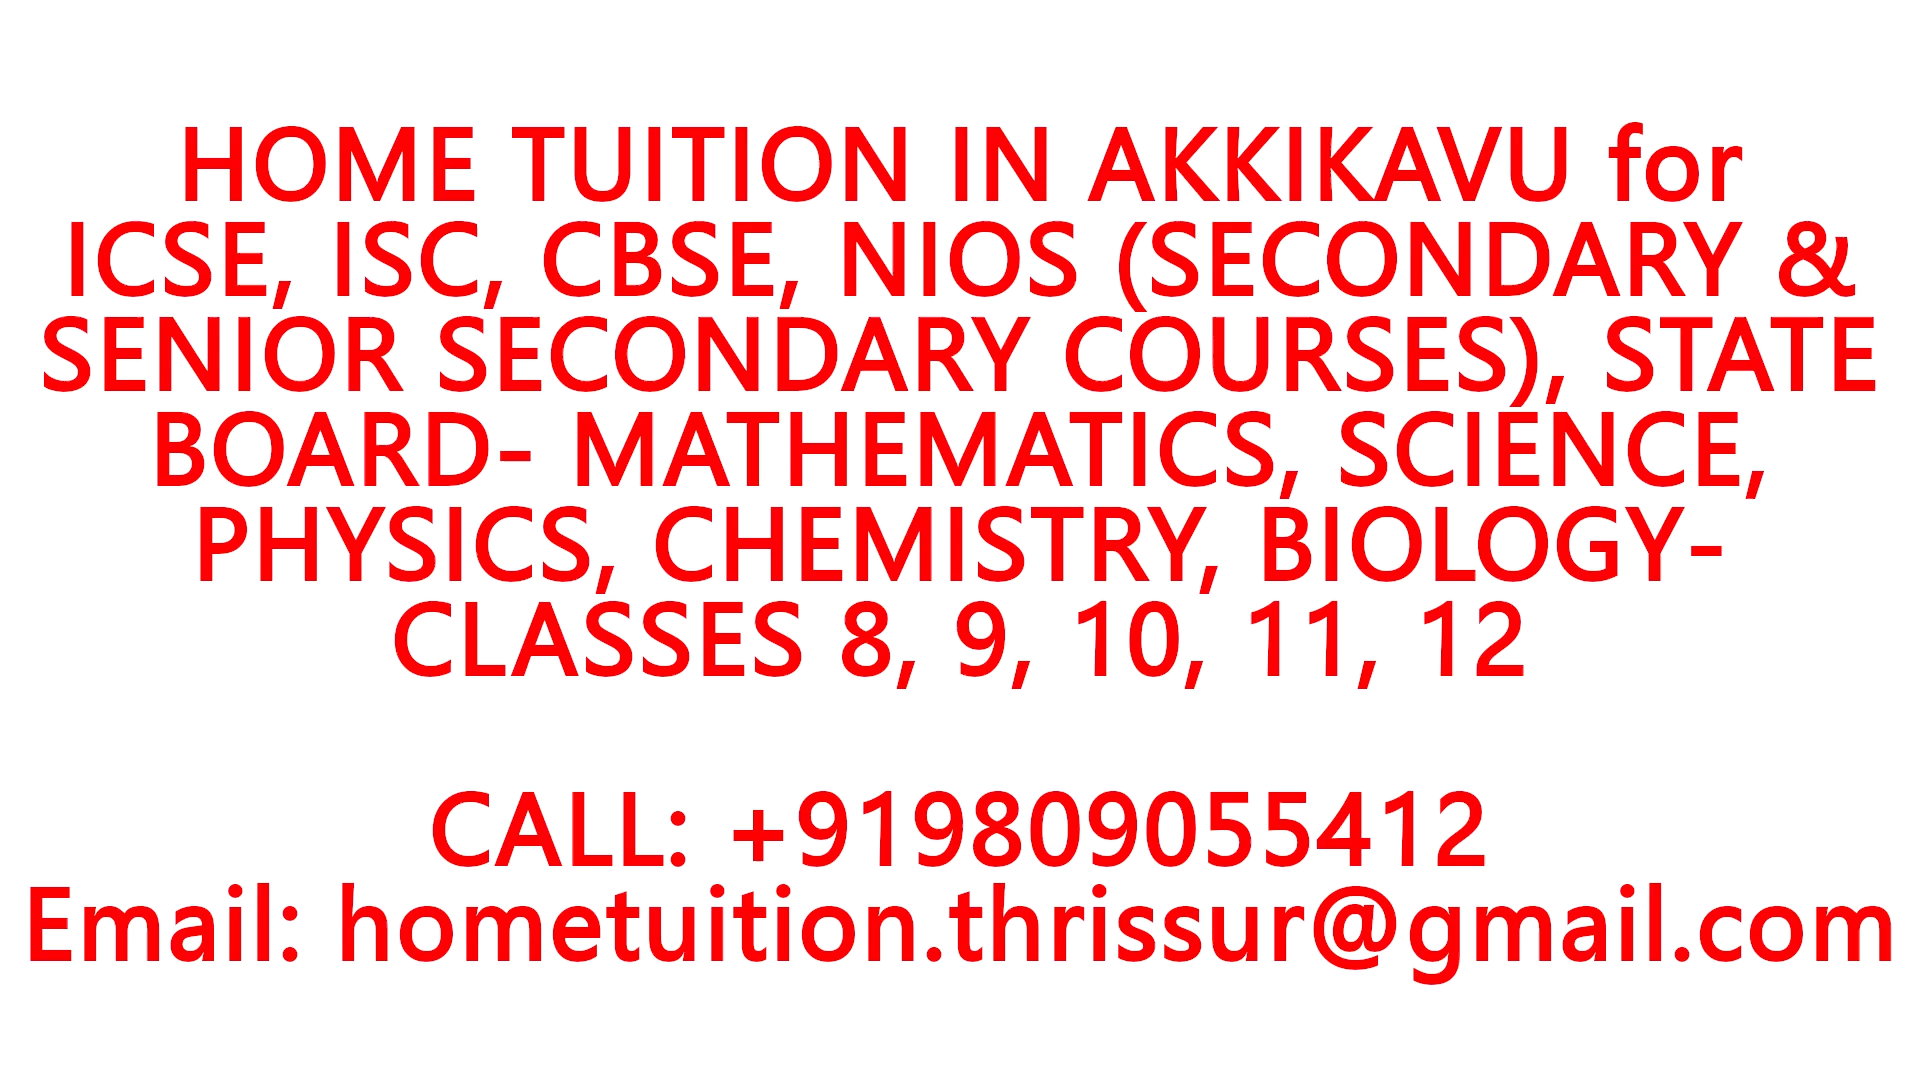 HOME TUITION IN AKKIKAVU for
ICSE, ISC, CBSE, NIOS (SECONDARY &
SENIOR SECONDARY COURSES), STATE
BOARD- MATHEMATICS, SCIENCE,
PHYSICS, CHEMISTRY, BIOLOGY-
CLASSES 8, 9, 10, 11, 12
CALL: +919809055412
Email: hometuition.thrissur@gmail.com